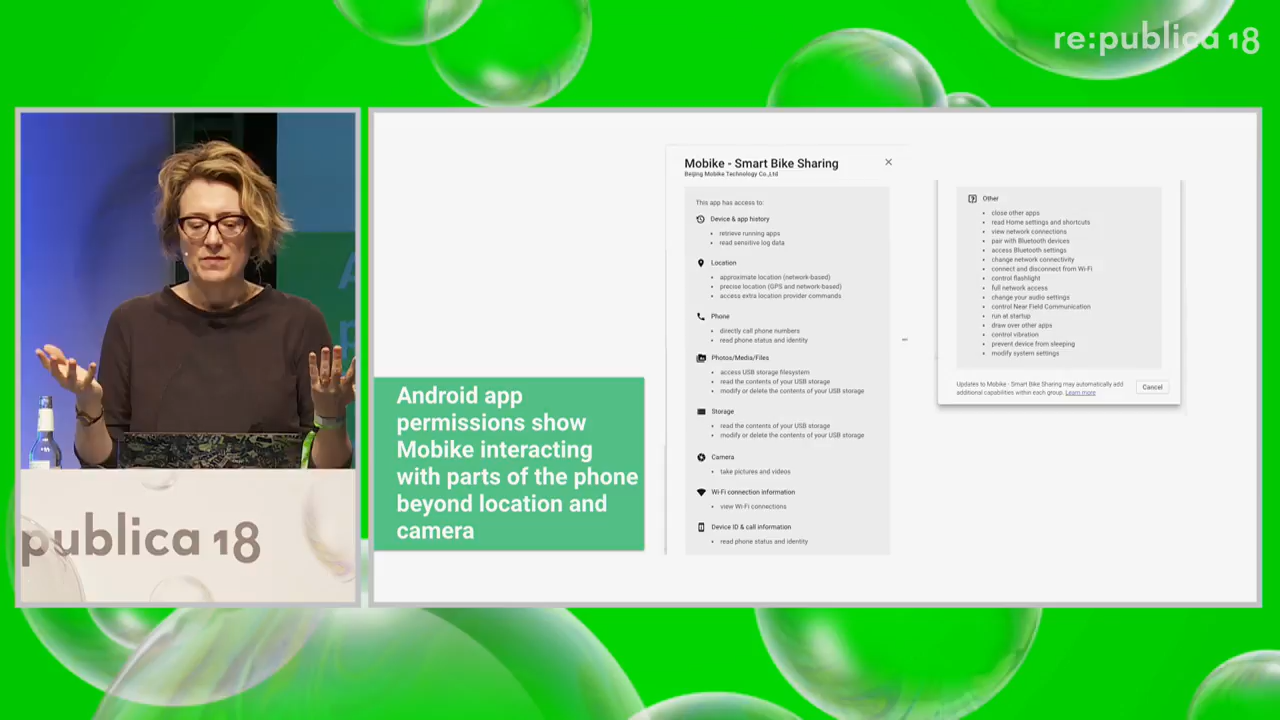 re:publica 18
publica 18
Android app
permissions show
Mobike interacting
with parts of the phone
beyond location and
camera
Mobike - Smart Bike Sharing
Beijing Mobike Technology Co.,Ltd
This app has access to:
Device & app history
• retrieve running apps
• read sensitive log data
Location
• approximate location (network-based)
• precise location (GPS and network-based)
• access extra location provider commands
Phone
• directly call phone numbers
• read phone status and identity
Photos/Media/Files
• access USB storage filesystem
• read the contents of your USB storage
• modify or delete the contents of your USB storage
Storage
• read the contents of your USB storage
• modify or delete the contents of your USB storage
Camera
• take pictures and videos
Wi-Fi connection information
• view Wi-Fi connections
Device ID & call information
• read phone status and identity
Other
• close other apps
• read Home settings and shortcuts
• view network connections
• pair with Bluetooth devices
• access Bluetooth settings
• change network connectivity
• connect and disconnect from Wi-Fi
• control flashlight
• full network access
• change your audio settings
• control Near Field Communication
• run at startup
• draw over other apps
• control vibration
• prevent device from sleeping
• modify system settings
Updates to Mobike - Smart Bike Sharing may automatically add
additional capabilities within each group. Learn more
Cancel